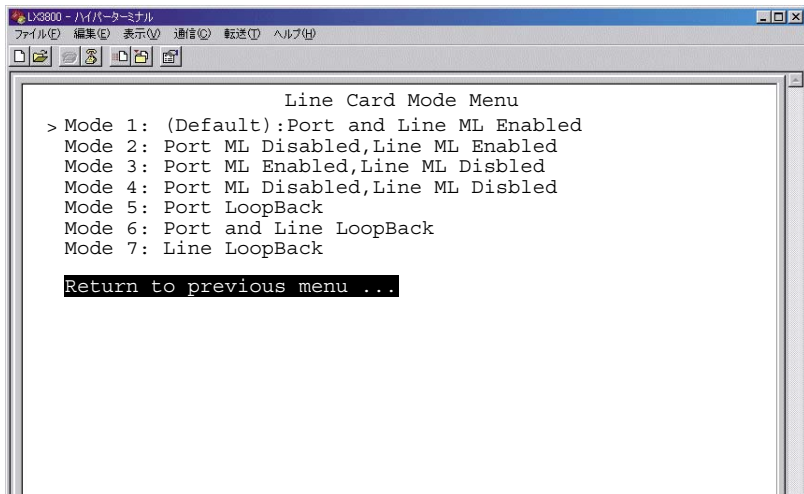 LX3800 - ハイパーターミナル
ファイル(F) 編集(E) 表示(V) 通信(C) 転送(T) ヘルプ(H)
Line Card Mode Menu
> Mode 1: (Default):Port and Line ML Enabled
Mode 2: Port ML Disabled,Line ML Enabled
Mode 3: Port ML Enabled,Line ML Disbled
Mode 4: Port ML Disabled,Line ML Disbled
Mode 5: Port LoopBack
Mode 6: Port and Line LoopBack
Mode 7: Line LoopBack
Return to previous menu ...